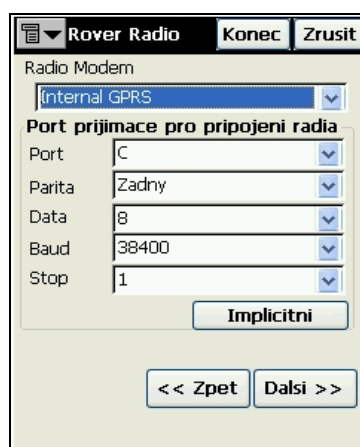 Rover Radio Konec Zrusit
Radio Modem
Internal GPRS
Port prijimace pro pripojeni radia
Port C
Parita Zadny
Data 8
Baud 38400
Stop 1
Implicitni
<< Zpet Dalsi >>